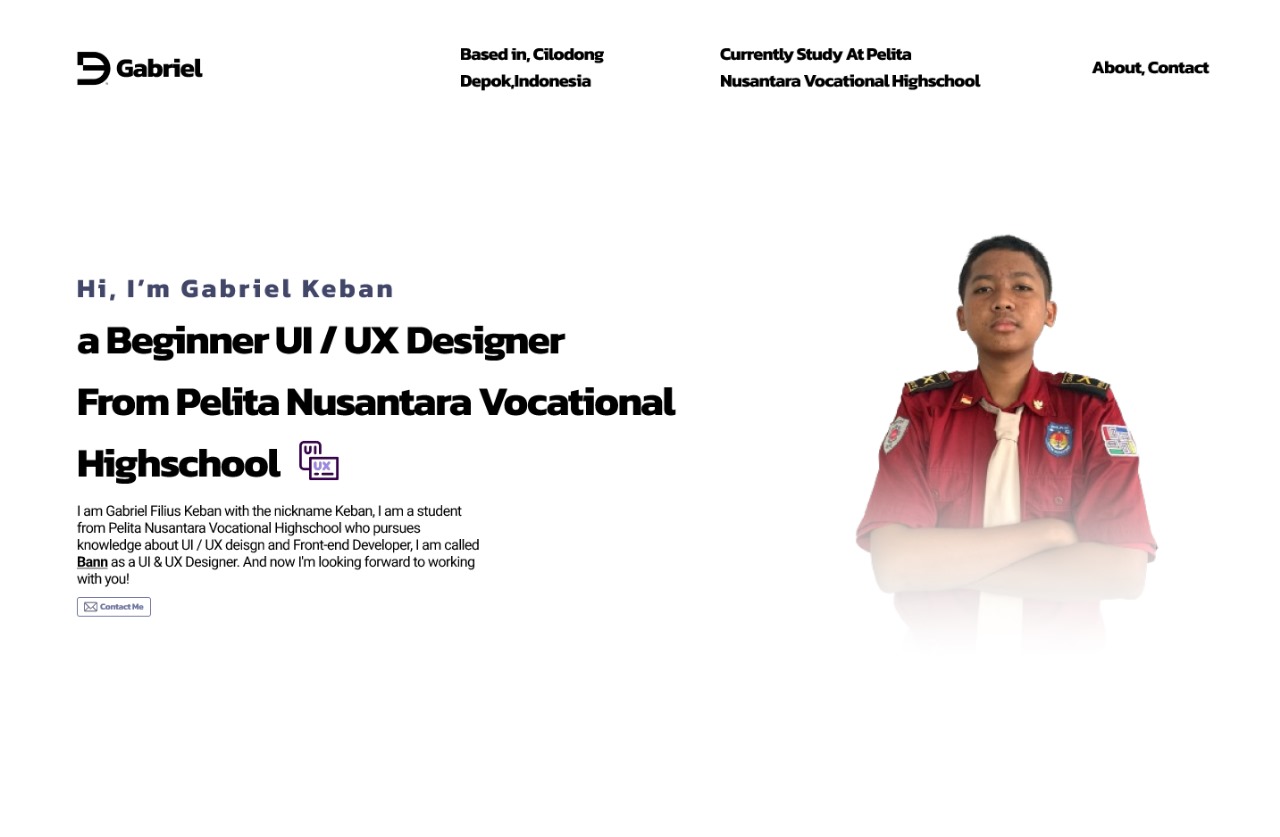 Gabriel
Based in, Cilodong
Depok,Indonesia
Currently Study At Pelita
Nusantara Vocational Highschool
About, Contact
Hi, I’m Gabriel Keban
a Beginner UI / UX Designer
From Pelita Nusantara Vocational
Highschool
UI
UX
I am Gabriel Filius Keban with the nickname Keban, I am a student
from Pelita Nusantara Vocational Highschool who pursues
knowledge about UI / UX deisgn and Front-end Developer, I am called
Bann as a UI & UX Designer. And now I'm looking forward to working
with you!
Contact Me